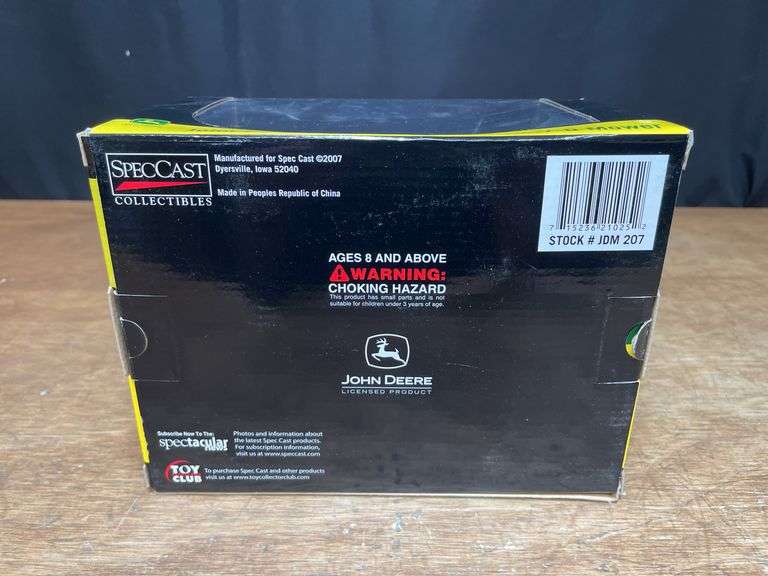 SPECCAST
COLLECTIBLES
Manufactured for Spec Cast ©2007
Dyersville, Iowa 52040
Made in Peoples Republic of China
7 15236 21025 2
STOCK # JDM 207
AGES 8 AND ABOVE
WARNING:
CHOKING HAZARD
This product has small parts and is not
suitable for children under 3 years of age.
JOHN DEERE
LICENSED PRODUCT
Subscribe Now To The:
spectacular
Photos and information about
the latest Spec Cast products.
For subscription information,
visit us at www.speccast.com
TOY
CLUB
To purchase Spec Cast and other products
visit us at www.toycollectorclub.com